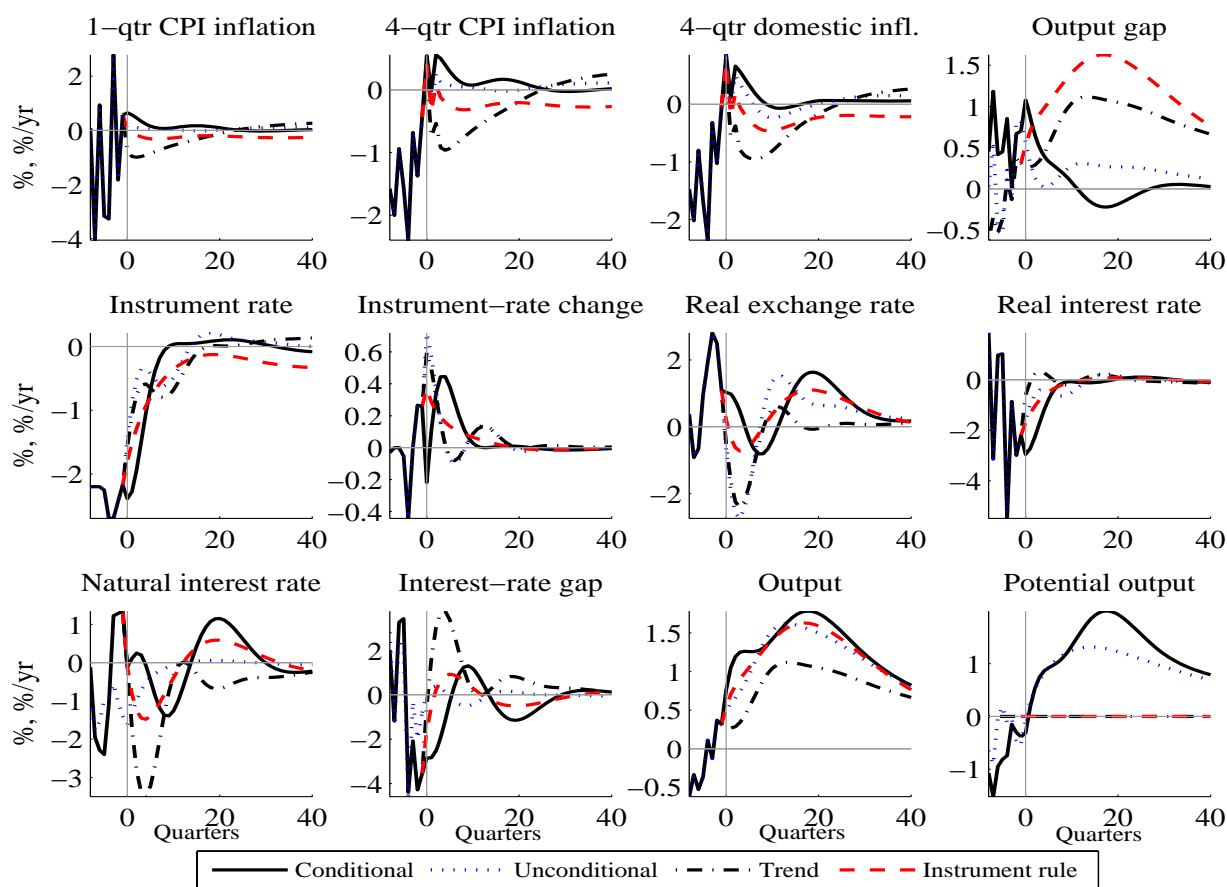 1−qtr CPI inflation 4−qtr CPI inflation 4−qtr domestic infl. Output gap
%, %/yr
2
0
−2
−4
0 20 40
0
−1
−2
0 20 40
0
−1
−2
0 20 40
1.5
1
0.5
0
−0.5
0 20 40
Instrument rate Instrument−rate change Real exchange rate Real interest rate
%, %/yr
0
−1
−2
0 20 40
0.6
0.4
0.2
0
0.2
0.4
0 20 40
2
0
−2
0 20 40
0
−2
−4
0 20 40
Natural interest rate Interest−rate gap Output Potential output
%, %/yr
1
0
−1
−2
−3
0 20 40
Quarters
2
0
−2
−4
0 20 40
Quarters
1.5
1
0.5
0
−0.5
0 20 40
Quarters
1
0
−1
0 20 40
Quarters
Conditional Unconditional Trend Instrument rule